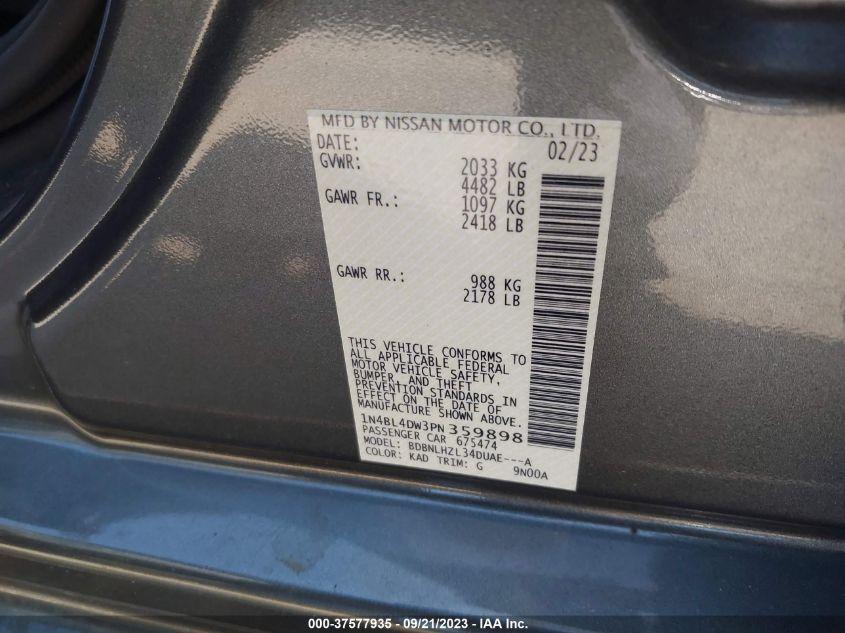 MFD BY NISSAN MOTOR CO., LTD.
DATE: 02/23
GVWR: 2033 KG
4482 LB
GAWR FR.: 1097 KG
2418 LB
GAWR RR.: 988 KG
2178 LB
THIS VEHICLE CONFORMS TO
ALL APPLICABLE FEDERAL
MOTOR VEHICLE SAFETY,
BUMPER, AND THEFT
PREVENTION STANDARDS IN
EFFECT ON THE DATE OF
MANUFACTURE SHOWN ABOVE.
1N4BL4DW3PN359898
PASSENGER CAR 675474
MODEL: BDBNLHZL34DUAE---A
COLOR: KAD TRIM: G 9N00A
000-37577935 - 09/21/2023 - IAAI.com